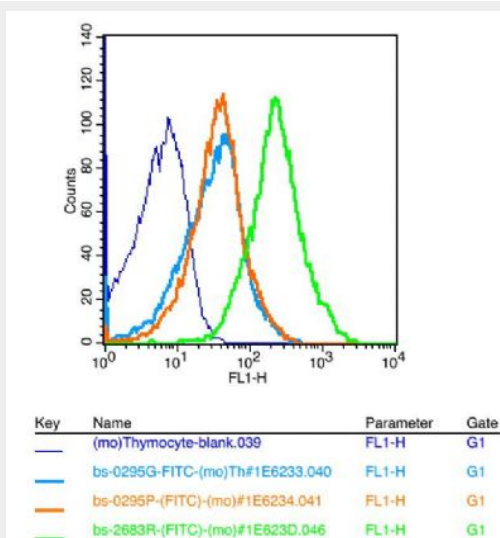 140
120
100
80
60
40
20
0
Counts
10^0 10^1 10^2 10^3 10^4
FL1-H
Key Name Parameter Gate
(mo)Thymocyte-blank.039 FL1-H G1
bs-0295G-FITC-(mo)Th#1E6233.040 FL1-H G1
bs-0295P-(FITC)-(mo)#1E6234.041 FL1-H G1
bs-2683R-(FITC)-(mo)#1E623D.046 FL1-H G1